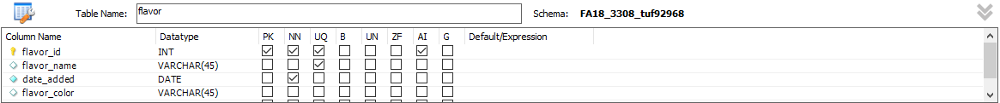 Table Name: flavor Schema: FA18_3308_tuf92968
Column Name Datatype PK NN UQ B UN ZF AI G Default/Expression
flavor_id INT
flavor_name VARCHAR(45)
date_added DATE
flavor_color VARCHAR(45)